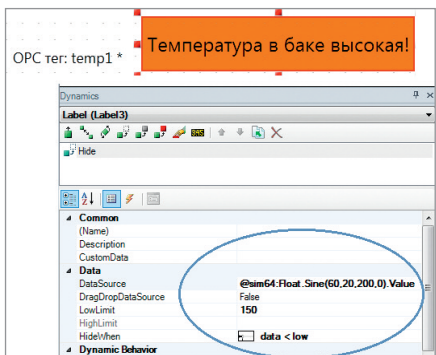 Температура в баке высокая!
OPC тег: temp1 *
Dynamics
Label (Label3)
Hide
Common
(Name)
Description
CustomData
Data
DataSource @sim64:Float.Sine(60,20,200,0).Value
DragDropDataSource False
LowLimit 150
HighLimit
HideWhen data < low
Dynamic Behavior